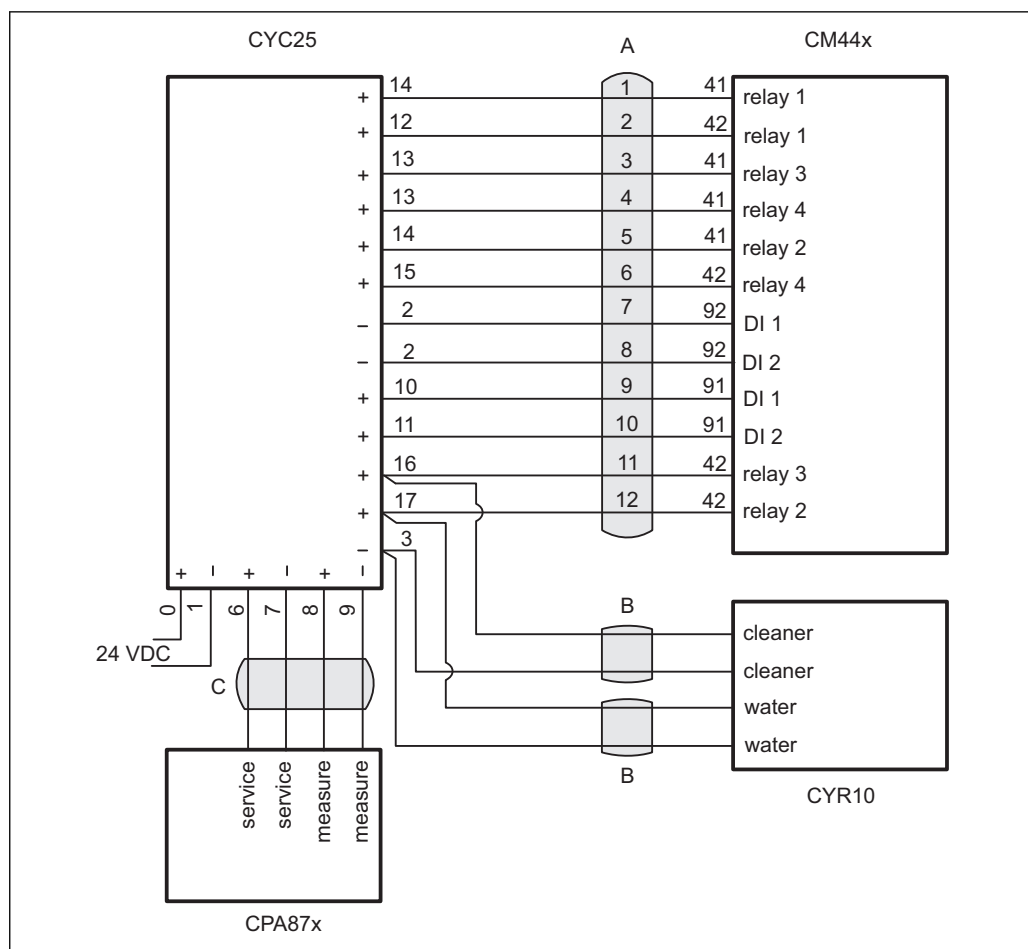 CYC25 A CM44x
+ 14 1 41 relay 1
+ 12 2 42 relay 1
+ 13 3 41 relay 3
+ 13 4 41 relay 4
+ 14 5 41 relay 2
+ 15 6 42 relay 4
− 2 7 92 DI 1
− 2 8 92 DI 2
+ 10 9 91 DI 1
+ 11 10 91 DI 2
+ 16 11 42 relay 3
+ 17 12 42 relay 2
− 3
+ − + − + −
0 1 6 7 8 9
24 VDC
C
B
cleaner
cleaner
water
water
B
CYR10
service service measure measure
CPA87x